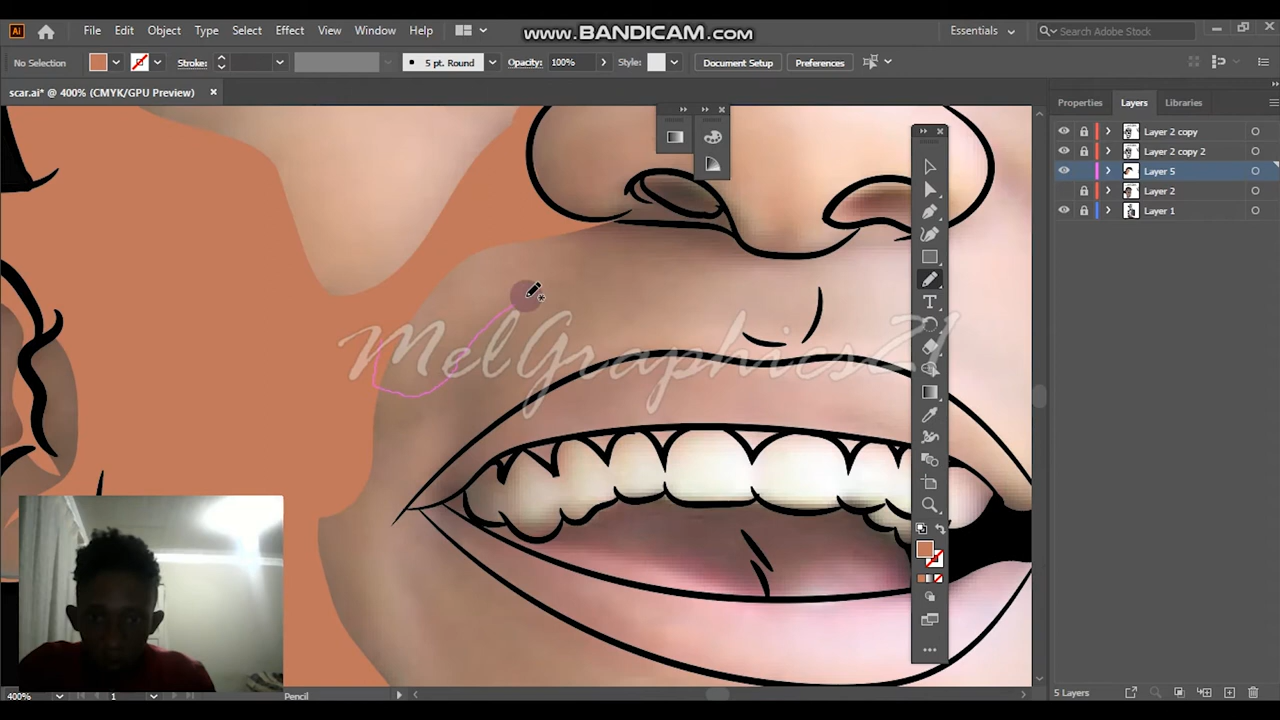 www.BANDICAM.com
Ai File Edit Object Type Select Effect View Window Help Essentials Search Adobe Stock
No Selection Stroke: 5 pt. Round Opacity: 100% Style: Document Setup Preferences
scar.ai* @ 400% (CMYK/GPU Preview)
Properties Layers Libraries
Layer 2 copy
Layer 2 copy 2
Layer 5
Layer 2
Layer 1
MelGraphics21
400% 1 Pencil 5 Layers